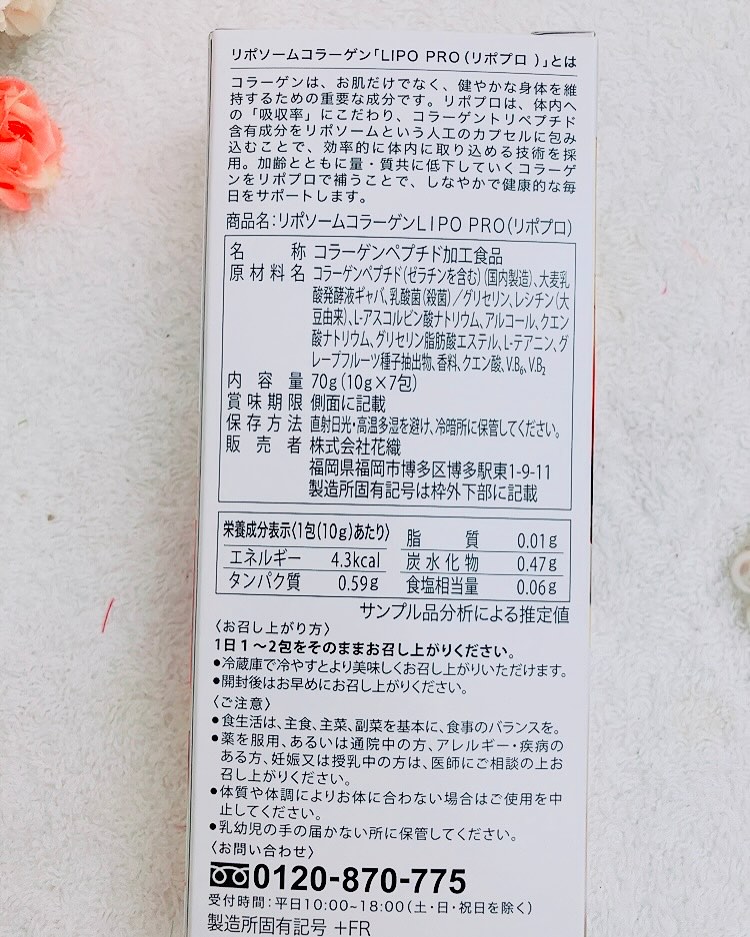 リポソームコラーゲン「LIPO PRO（リポプロ ）」とは
コラーゲンは、お肌だけでなく、健やかな身体を維
持するための重要な成分です。リポプロは、体内へ
の「吸収率」にこだわり、コラーゲントリペプチド
含有成分をリポソームという人工のカプセルに包み
込むことで、効率的に体内に取り込める技術を採
用。加齢とともに量・質共に低下していくコラーゲ
ンをリポプロで補うことで、しなやかで健康的な毎
日をサポートします。
商品名：リポソームコラーゲンLIPO PRO（リポプロ）
名 称 コラーゲンペプチド加工食品
原材料名 コラーゲンペプチド（ゼラチンを含む）（国内製造）、大麦乳
酸発酵液ギャバ、乳酸菌（殺菌）／グリセリン、レシチン（大
豆由来）、L-アスコルビン酸ナトリウム、アルコール、クエン
酸ナトリウム、グリセリン脂肪酸エステル、L-テアニン、グ
レープフルーツ種子抽出物、香料、クエン酸、V.B₆、V.B₂
内 容 量 70g（10g×7包）
賞味期限 側面に記載
保存方法 直射日光・高温多湿を避け、冷暗所に保管してください。
販 売 者 株式会社花織
福岡県福岡市博多区博多駅東1-9-11
製造所固有記号は枠外下部に記載
栄養成分表示〈1包（10g）あたり〉
エネルギー 4.3kcal
タンパク質 0.59g
脂 質 0.01g
炭水化物 0.47g
食塩相当量 0.06g
サンプル品分析による推定値
〈お召し上がり方〉
1日1～2包をそのままお召し上がりください。
●冷蔵庫で冷やすとより美味しくお召し上がりいただけます。
●開封後はお早めにお召し上がりください。
〈ご注意〉
●食生活は、主食、主菜、副菜を基本に、食事のバランスを。
●薬を服用、あるいは通院中の方、アレルギー・疾病の
ある方、妊娠又は授乳中の方は、医師にご相談の上お
召し上がりください。
●体質や体調によりお体に合わない場合はご使用を中
止してください。
●乳幼児の手の届かない所に保管してください。
〈お問い合わせ〉
0120-870-775
受付時間：平日10:00~18:00（土・日・祝日を除く）
製造所固有記号 +FR